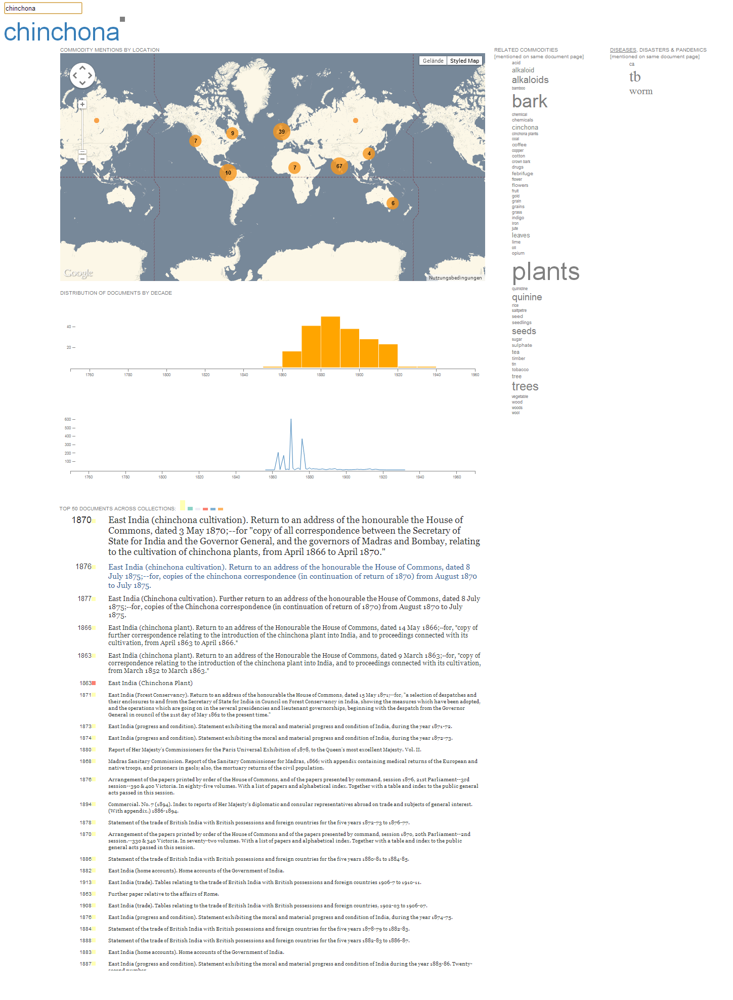 chinchona
chinchona
COMMODITY MENTIONS BY LOCATION
Gelände Styled Map
7
9
39
10
7
67
4
6
Google
Nutzungsbedingungen
DISTRIBUTION OF DOCUMENTS BY DECADE
40
20
1760 1780 1800 1820 1840 1860 1880 1900 1920 1940 1960
600
500
400
300
200
100
1760 1780 1800 1820 1840 1860 1880 1900 1920 1940 1960
RELATED COMMODITIES
[mentioned on same document page]
acid
alkaloid
alkaloids
bamboo
bark
chemical
chemicals
cinchona
cinchona plants
coal
coffee
copper
cotton
crown bark
drugs
febrifuge
flower
flowers
fruit
gold
grain
grains
grass
indigo
iron
jute
leaves
lime
oil
opium
plants
quinidine
quinine
rice
saltpetre
seed
seedlings
seeds
sugar
sulphate
tea
timber
tin
tobacco
tree
trees
vegetable
wood
woods
wool
DISEASES, DISASTERS & PANDEMICS
[mentioned on same document page]
ca
tb
worm
TOP 50 DOCUMENTS ACROSS COLLECTIONS:
1870 East India (chinchona cultivation). Return to an address of the honourable the House of
Commons, dated 3 May 1870;--for "copy of all correspondence between the Secretary of
State for India and the Governor General, and the governors of Madras and Bombay, relating
to the cultivation of chinchona plants, from April 1866 to April 1870."
1876 East India (chinchona cultivation). Return to an address of the honourable the House of Commons, dated 8
July 1875;--for, copies of the chinchona correspondence (in continuation of return of 1870) from August 1870
to July 1875.
1877 East India (Chinchona cultivation). Further return to an address of the honourable the House of Commons, dated 8 July
1875;--for, copies of the Chinchona correspondence (in continuation of return of 1870) from August 1870 to July
1875.
1866 East India (chinchona plant). Return to an address of the Honourable the House of Commons, dated 14 May 1866;--for, "copy of
further correspondence relating to the introduction of the chinchona plant into India, and to proceedings connected with its
cultivation, from April 1863 to April 1866."
1863 East India (chinchona plant). Return to an address of the Honourable the House of Commons, dated 9 March 1863;--for, "copy of
correspondence relating to the introduction of the chinchona plant into India, and to proceedings connected with its cultivation,
from March 1852 to March 1863."
1863 East India (Chinchona Plant)
1871 East India (Forest Conservancy). Return to an address of the honourable the House of Commons, dated 15 May 1871;--for, "a selection of despatches and
their enclosures to and from the Secretary of State for India in Council on Forest Conservancy in India, showing the measures which have been adopted,
and the operations which are going on in the several presidencies and lieutenant governorships, beginning with the despatch from the Governor
General in council of the 21st day of May 1862 to the present time."
1873 East India (progress and condition). Statement exhibiting the moral and material progress and condition of India, during the year 1871-72.
1874 East India (progress and condition). Statement exhibiting the moral and material progress and condition of India, during the year 1872-73.
1880 Report of Her Majesty's Commissioners for the Paris Universal Exhibition of 1878, to the Queen's most excellent Majesty. Vol. II.
1868 Madras Sanitary Commission. Report of the Sanitary Commissioner for Madras, 1866; with appendix containing medical returns of the European and
native troops, and prisoners in gaols; also, the mortuary returns of the civil population.
1876 Arrangement of the papers printed by order of the House of Commons, and of the papers presented by command, session 1876, 21st Parliament--3rd
session--390 & 400 Victoria. In eighty-five volumes. With a list of papers and alphabetical index. Together with a table and index to the public general
acts passed in this session.
1894 Commercial. No. 7 (1894). Index to reports of Her Majesty's diplomatic and consular representatives abroad on trade and subjects of general interest.
(With appendix.) 1886-1894.
1878 Statement of the trade of British India with British possessions and foreign countries for the five years 1872-73 to 1876-77.
1870 Arrangement of the papers printed by order of the House of Commons and of the papers presented by command, session 1870, 20th Parliament--2nd
session.--330 & 340 Victoria. In seventy-two volumes. With a list of papers and alphabetical index. Together with a table and index to the public
general acts passed in this session.
1886 Statement of the trade of British India with British possessions and foreign countries for the five years 1880-81 to 1884-85.
1882 East India (home accounts). Home accounts of the Government of India.
1913 East India (trade). Tables relating to the trade of British India with British possessions and foreign countries 1906-7 to 1910-11.
1863 Further paper relative to the affairs of Rome.
1908 East India (trade). Tables relating to the trade of British India with British possessions and foreign countries, 1902-03 to 1906-07.
1876 East India (progress and condition). Statement exhibiting the moral and material progress and condition of India, during the year 1874-75.
1884 Statement of the trade of British India with British possessions and foreign countries for the five years 1878-79 to 1882-83.
1888 Statement of the trade of British India with British possessions and foreign countries for the five years 1882-83 to 1886-87.
1883 East India (home accounts). Home accounts of the Government of India.
1887 East India (progress and condition). Statement exhibiting the moral and material progress and condition of India during the year 1885-86. Twenty-
second number.